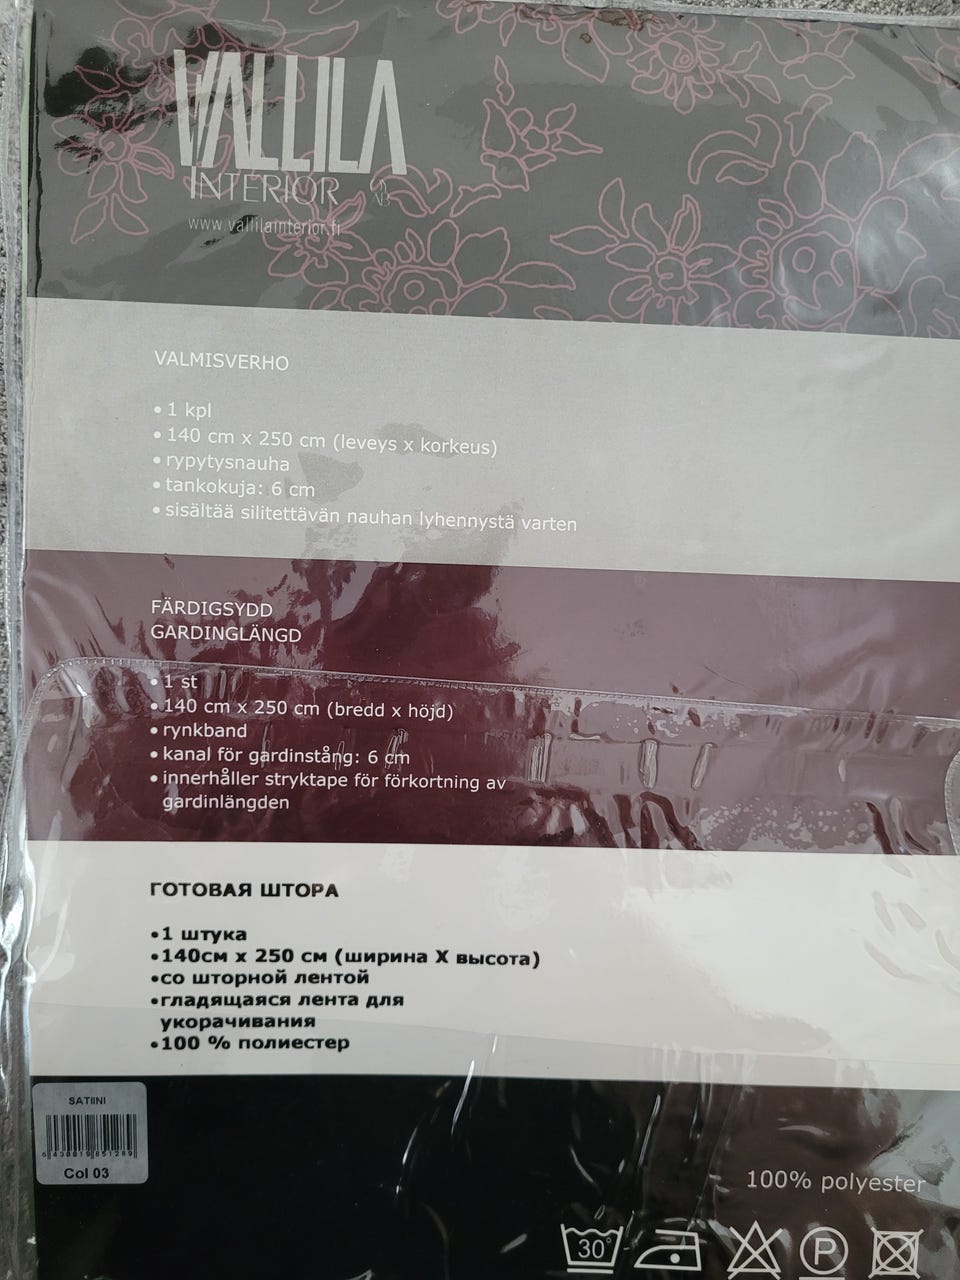 VALLILA
INTERIOR
www.vallilainterior.fi
VALMISVERHO
• 1 kpl
• 140 cm x 250 cm (leveys x korkeus)
• rypytysnauha
• tankokuja: 6 cm
• sisältää silitettävän nauhan lyhennystä varten
FÄRDIGSYDD
GARDINGLÄNGD
• 1 st
• 140 cm x 250 cm (bredd x höjd)
• rynkband
• kanal för gardinstång: 6 cm
• innerhåller stryktape för förkortning av
gardinlängden
ГОТОВАЯ ШТОРА
•1 штука
•140см x 250 см (ширина X высота)
•со шторной лентой
•гладящаяся лента для
укорачивания
•100 % полиестер
SATIINI
6430019851289
Col 03
100% polyester
30°
P